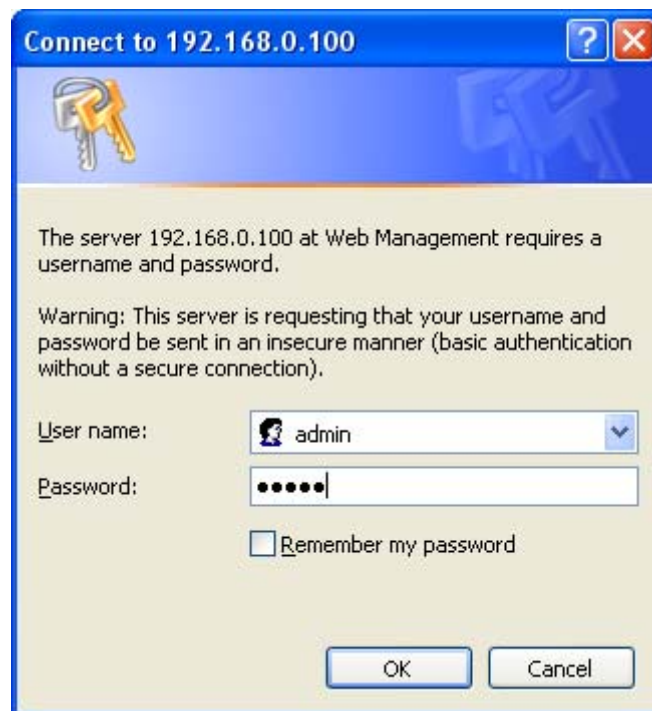 Connect to 192.168.0.100
The server 192.168.0.100 at Web Management requires a
username and password.
Warning: This server is requesting that your username and
password be sent in an insecure manner (basic authentication
without a secure connection).
User name: admin
Password: •••••
Remember my password
OK Cancel